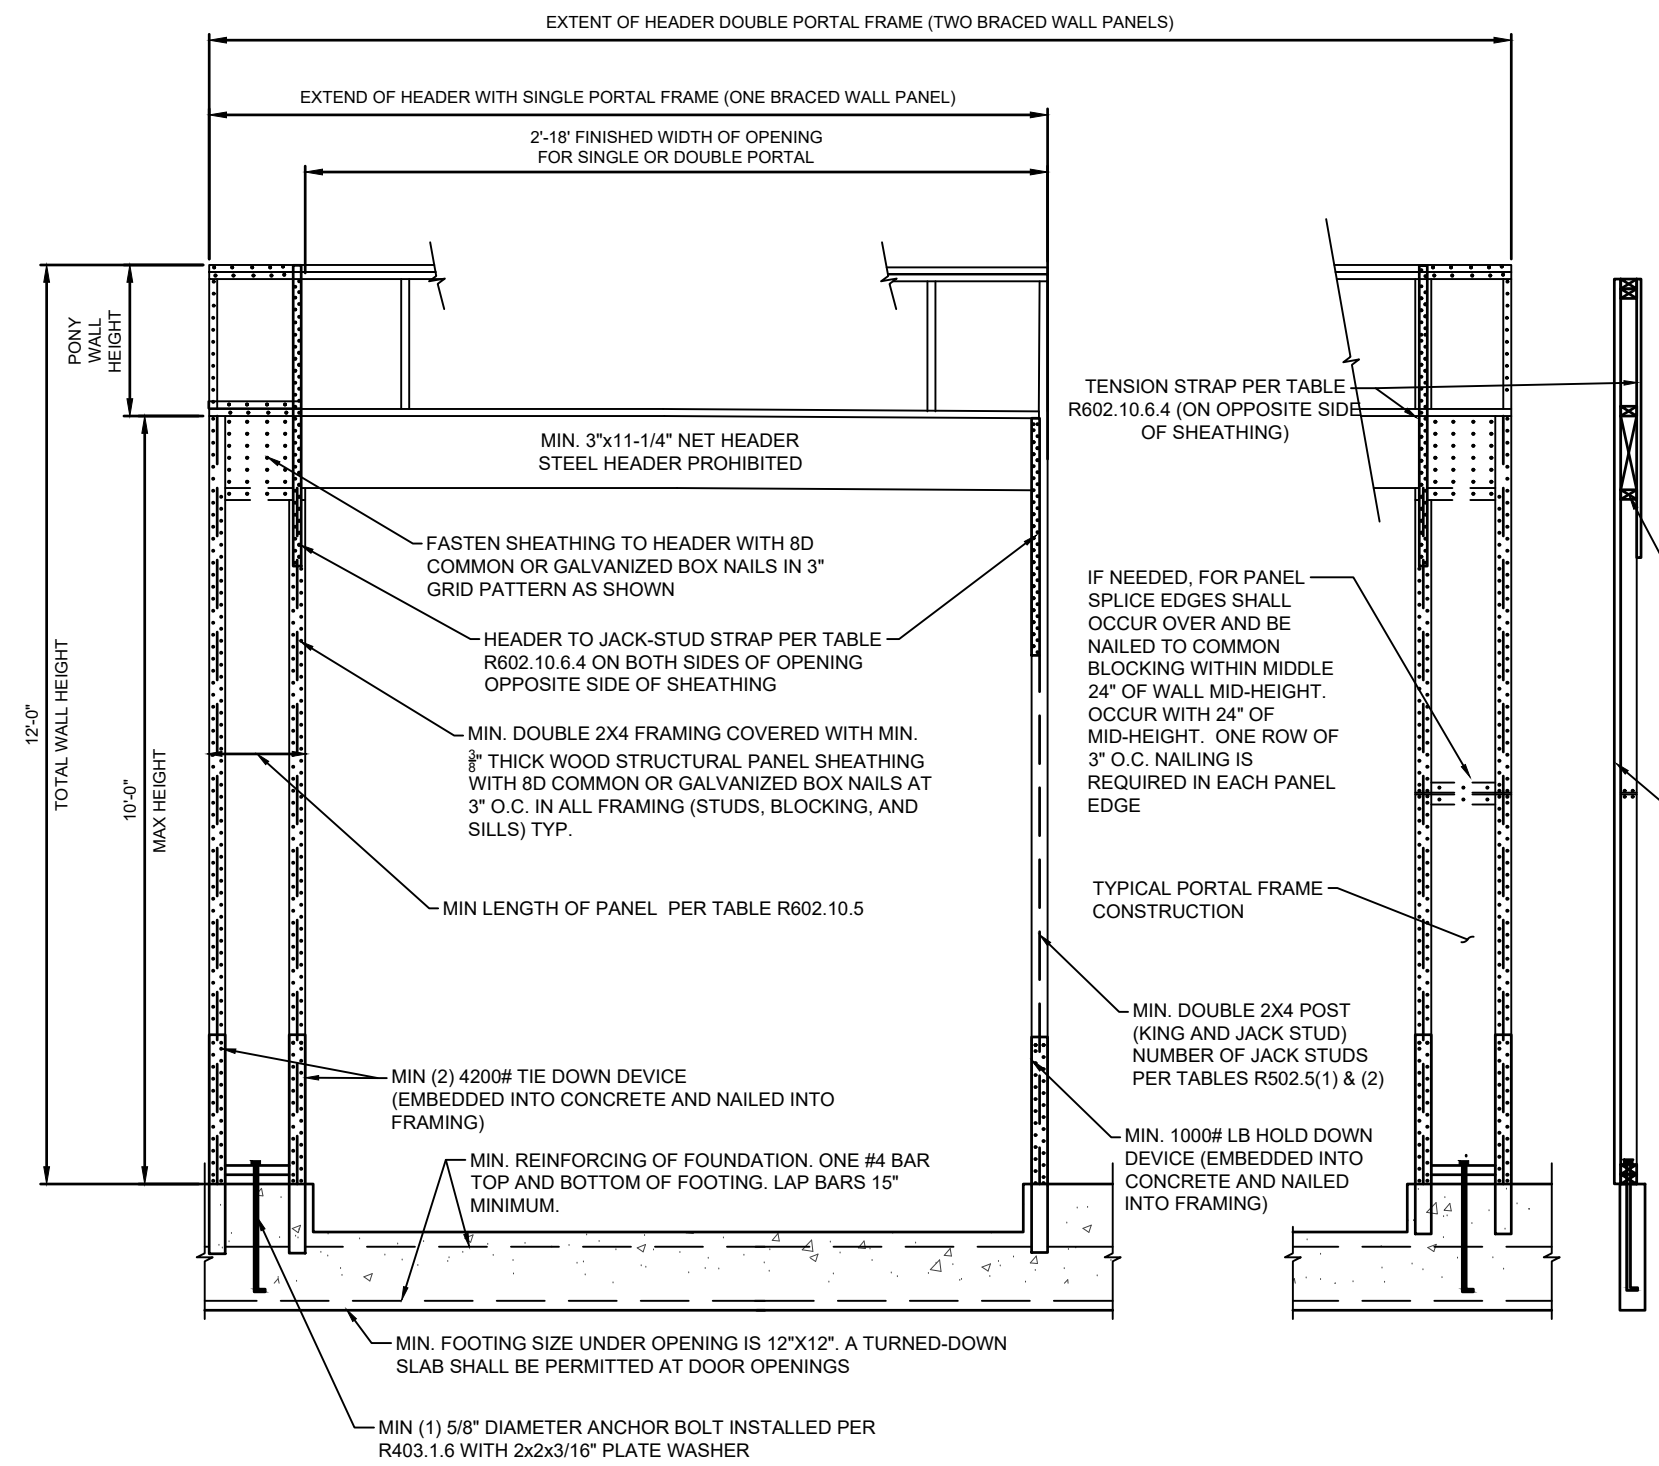 EXTENT OF HEADER DOUBLE PORTAL FRAME (TWO BRACED WALL PANELS)
EXTEND OF HEADER WITH SINGLE PORTAL FRAME (ONE BRACED WALL PANEL)
2'-18' FINISHED WIDTH OF OPENING
FOR SINGLE OR DOUBLE PORTAL
PONY
WALL
HEIGHT
12'-0"
TOTAL WALL HEIGHT
10'-0"
MAX HEIGHT
MIN. 3"x11-1/4" NET HEADER
STEEL HEADER PROHIBITED
TENSION STRAP PER TABLE
R602.10.6.4 (ON OPPOSITE SIDE
OF SHEATHING)
FASTEN SHEATHING TO HEADER WITH 8D
COMMON OR GALVANIZED BOX NAILS IN 3"
GRID PATTERN AS SHOWN
HEADER TO JACK-STUD STRAP PER TABLE
R602.10.6.4 ON BOTH SIDES OF OPENING
OPPOSITE SIDE OF SHEATHING
IF NEEDED, FOR PANEL
SPLICE EDGES SHALL
OCCUR OVER AND BE
NAILED TO COMMON
BLOCKING WITHIN MIDDLE
24" OF WALL MID-HEIGHT.
OCCUR WITH 24" OF
MID-HEIGHT. ONE ROW OF
3" O.C. NAILING IS
REQUIRED IN EACH PANEL
EDGE
MIN. DOUBLE 2X4 FRAMING COVERED WITH MIN.
3/8" THICK WOOD STRUCTURAL PANEL SHEATHING
WITH 8D COMMON OR GALVANIZED BOX NAILS AT
3" O.C. IN ALL FRAMING (STUDS, BLOCKING, AND
SILLS) TYP.
MIN LENGTH OF PANEL PER TABLE R602.10.5
TYPICAL PORTAL FRAME
CONSTRUCTION
MIN. DOUBLE 2X4 POST
(KING AND JACK STUD)
NUMBER OF JACK STUDS
PER TABLES R502.5(1) & (2)
MIN (2) 4200# TIE DOWN DEVICE
(EMBEDDED INTO CONCRETE AND NAILED INTO
FRAMING)
MIN. 1000# LB HOLD DOWN
DEVICE (EMBEDDED INTO
CONCRETE AND NAILED
INTO FRAMING)
MIN. REINFORCING OF FOUNDATION. ONE #4 BAR
TOP AND BOTTOM OF FOOTING. LAP BARS 15"
MINIMUM.
MIN. FOOTING SIZE UNDER OPENING IS 12"X12". A TURNED-DOWN
SLAB SHALL BE PERMITTED AT DOOR OPENINGS
MIN (1) 5/8" DIAMETER ANCHOR BOLT INSTALLED PER
R403.1.6 WITH 2x2x3/16" PLATE WASHER